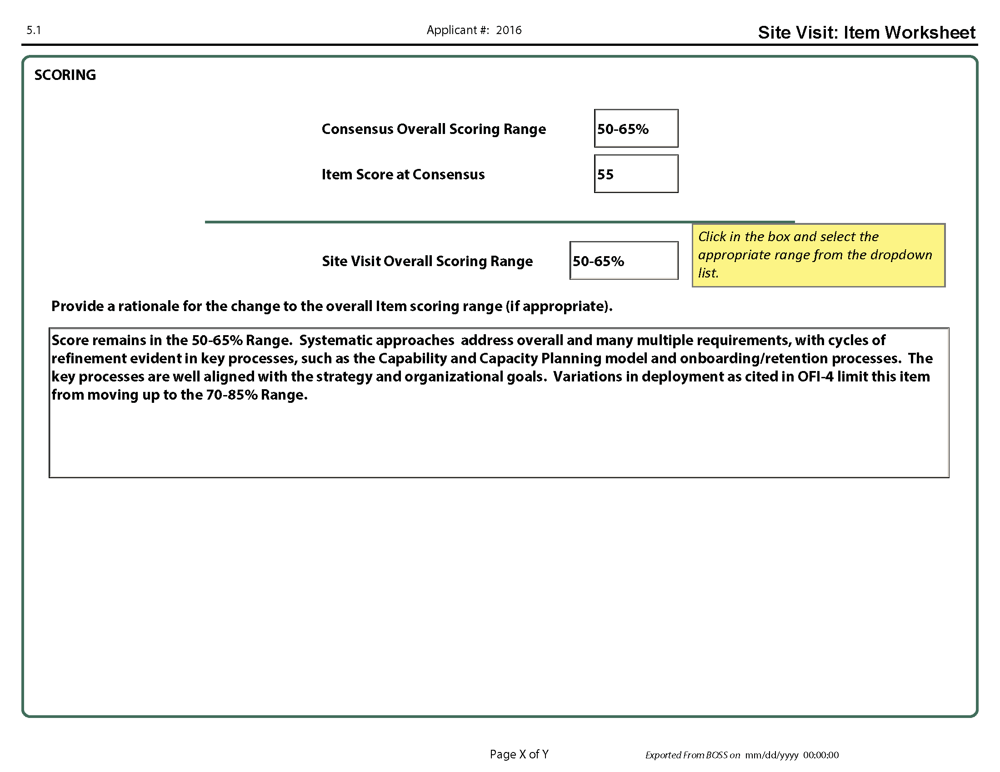 5.1
Applicant #: 2016
Site Visit: Item Worksheet
SCORING
Consensus Overall Scoring Range
50-65%
Item Score at Consensus
55
Site Visit Overall Scoring Range
50-65%
Click in the box and select the
appropriate range from the dropdown
list.
Provide a rationale for the change to the overall Item scoring range (if appropriate).
Score remains in the 50-65% Range.  Systematic approaches  address overall and many multiple requirements, with cycles of
refinement evident in key processes, such as the Capability and Capacity Planning model and onboarding/retention processes.  The
key processes are well aligned with the strategy and organizational goals.  Variations in deployment as cited in OFI-4 limit this item
from moving up to the 70-85% Range.
Page X of Y
Exported From BOSS on mm/dd/yyyy 00:00:00